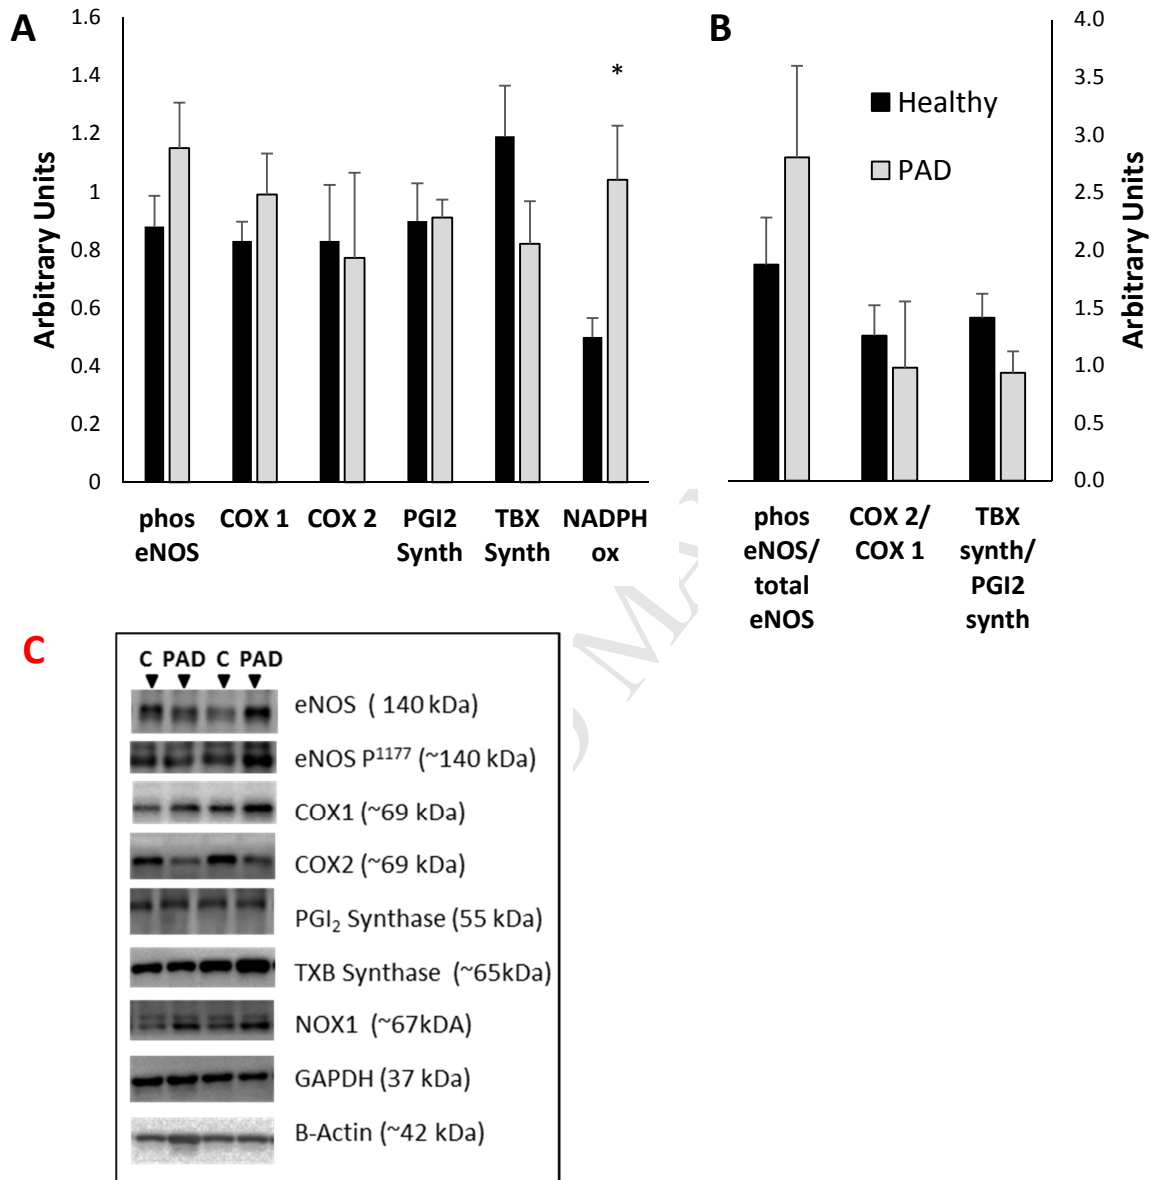 A
Arbitrary Units
1.6
1.4
1.2
1
0.8
0.6
0.4
0.2
0
*
phos
eNOS
COX 1
COX 2
PGI2
Synth
TBX
Synth
NADPH
ox
B
Healthy
PAD
4.0
3.5
3.0
2.5
2.0
1.5
1.0
0.5
0.0
Arbitrary Units
phos
eNOS/
total
eNOS
COX 2/
COX 1
TBX
synth/
PGI2
synth
C
C PAD C PAD
eNOS ( 140 kDa)
eNOS P¹¹⁷⁷ (~140 kDa)
COX1 (~69 kDa)
COX2 (~69 kDa)
PGI₂ Synthase (55 kDa)
TXB Synthase (~65kDa)
NOX1 (~67kDA)
GAPDH (37 kDa)
B-Actin (~42 kDa)